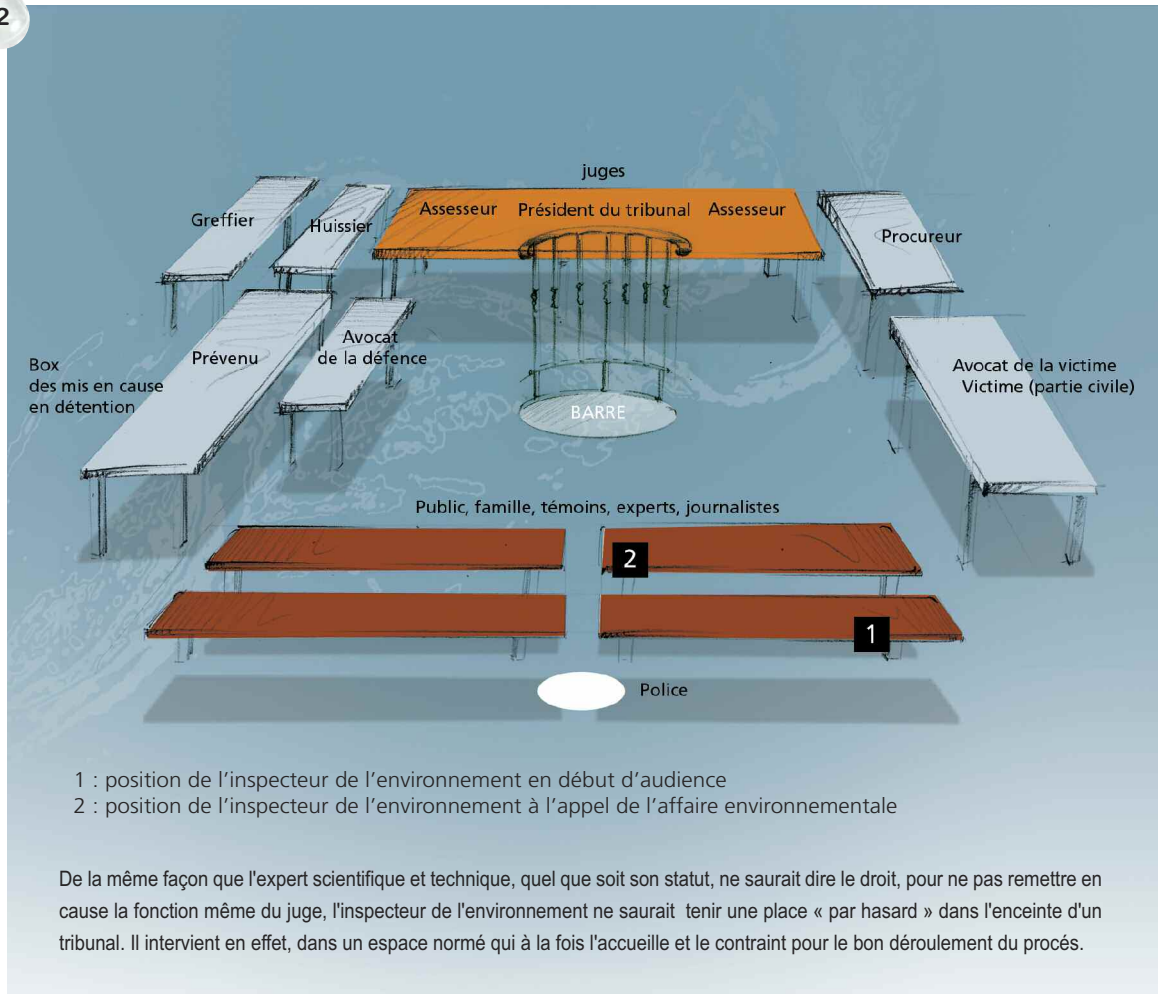 2
juges
Assesseur Président du tribunal Assesseur
Greffier
Huissier
Procureur
Prévenu
Avocat
de la défence
Box
des mis en cause
en détention
Avocat de la victime
Victime (partie civile)
BARRE
Public, famille, témoins, experts, journalistes
2
1
Police
1 : position de l’inspecteur de l’environnement en début d’audience
2 : position de l’inspecteur de l’environnement à l’appel de l’affaire environnementale
De la même façon que l'expert scientifique et technique, quel que soit son statut, ne saurait dire le droit, pour ne pas remettre en
cause la fonction même du juge, l'inspecteur de l'environnement ne saurait tenir une place « par hasard » dans l'enceinte d'un
tribunal. Il intervient en effet, dans un espace normé qui à la fois l'accueille et le contraint pour le bon déroulement du procés.